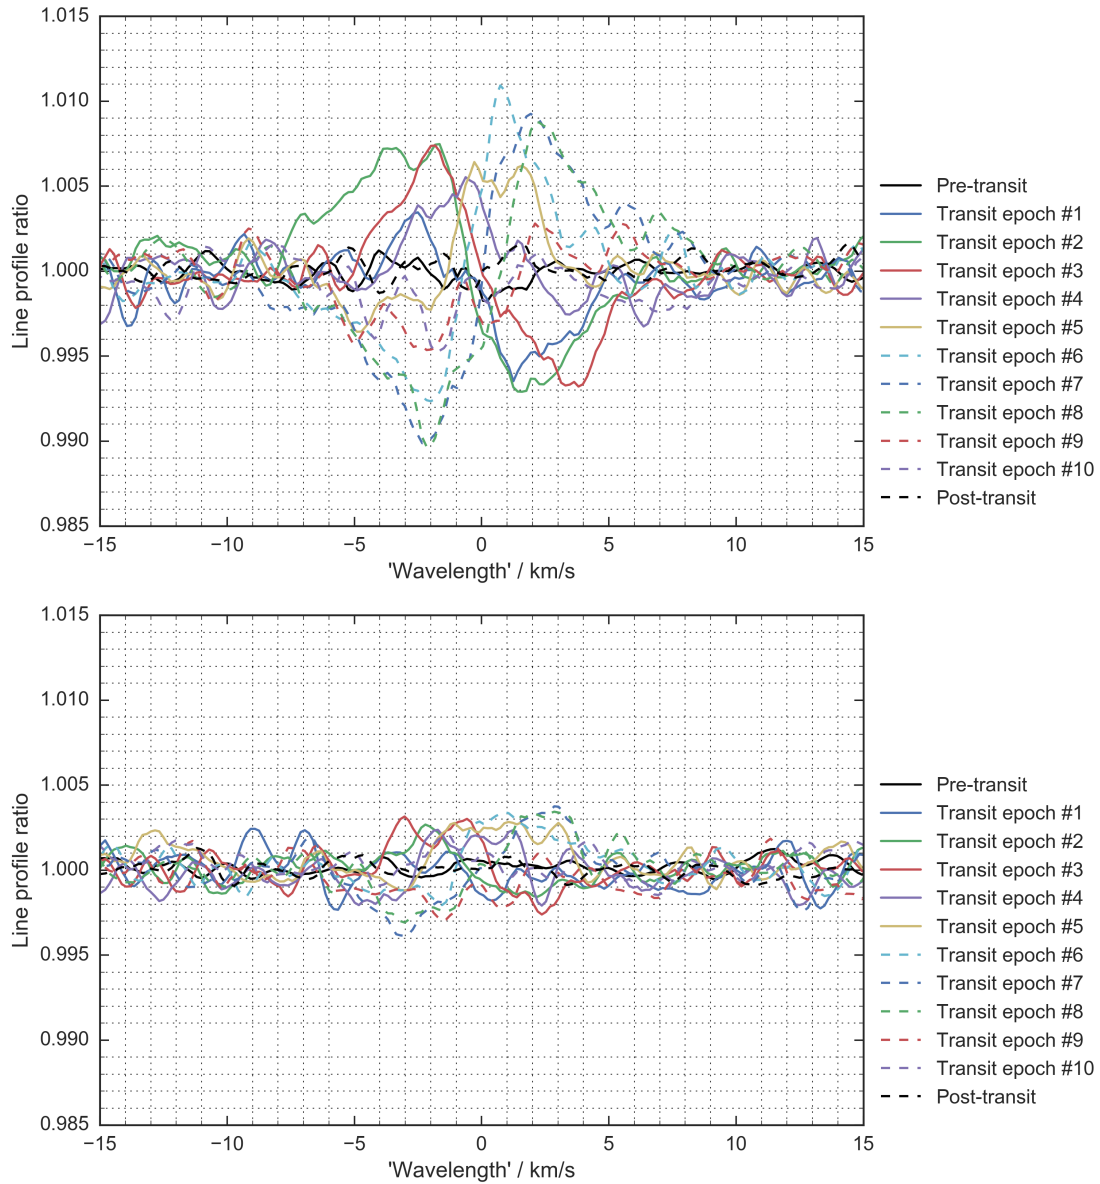 1.015
1.010
1.005
1.000
0.995
0.990
0.985
Line profile ratio
−15 −10 −5 0 5 10 15
'Wavelength' / km/s
Pre-transit
Transit epoch #1
Transit epoch #2
Transit epoch #3
Transit epoch #4
Transit epoch #5
Transit epoch #6
Transit epoch #7
Transit epoch #8
Transit epoch #9
Transit epoch #10
Post-transit
1.015
1.010
1.005
1.000
0.995
0.990
0.985
Line profile ratio
−15 −10 −5 0 5 10 15
'Wavelength' / km/s
Pre-transit
Transit epoch #1
Transit epoch #2
Transit epoch #3
Transit epoch #4
Transit epoch #5
Transit epoch #6
Transit epoch #7
Transit epoch #8
Transit epoch #9
Transit epoch #10
Post-transit